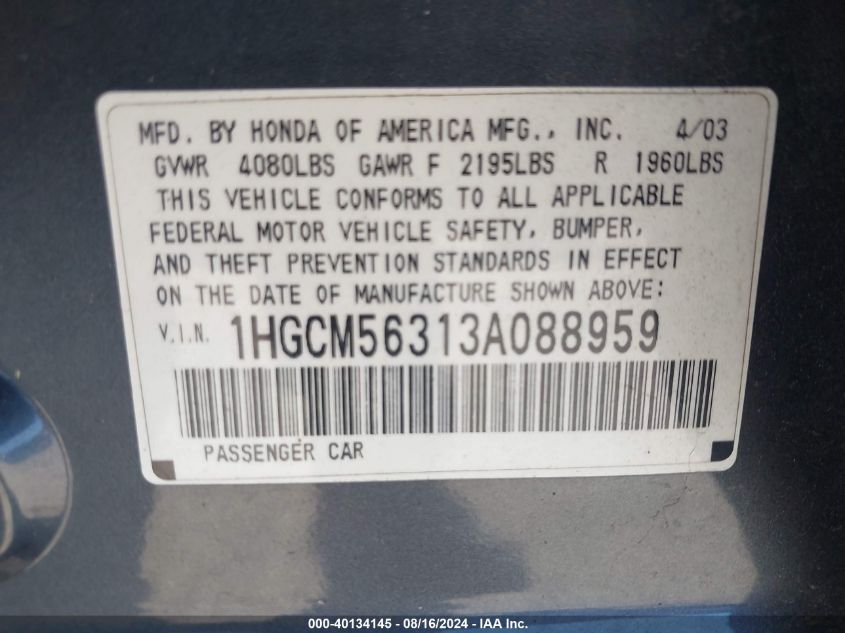 MFD. BY HONDA OF AMERICA MFG., INC. 4/03
GVWR 4080LBS GAWR F 2195LBS R 1960LBS
THIS VEHICLE CONFORMS TO ALL APPLICABLE
FEDERAL MOTOR VEHICLE SAFETY, BUMPER,
AND THEFT PREVENTION STANDARDS IN EFFECT
ON THE DATE OF MANUFACTURE SHOWN ABOVE:
V.I.N. 1HGCM56313A088959
PASSENGER CAR
000-40134145 - 08/16/2024 - IAA Inc.